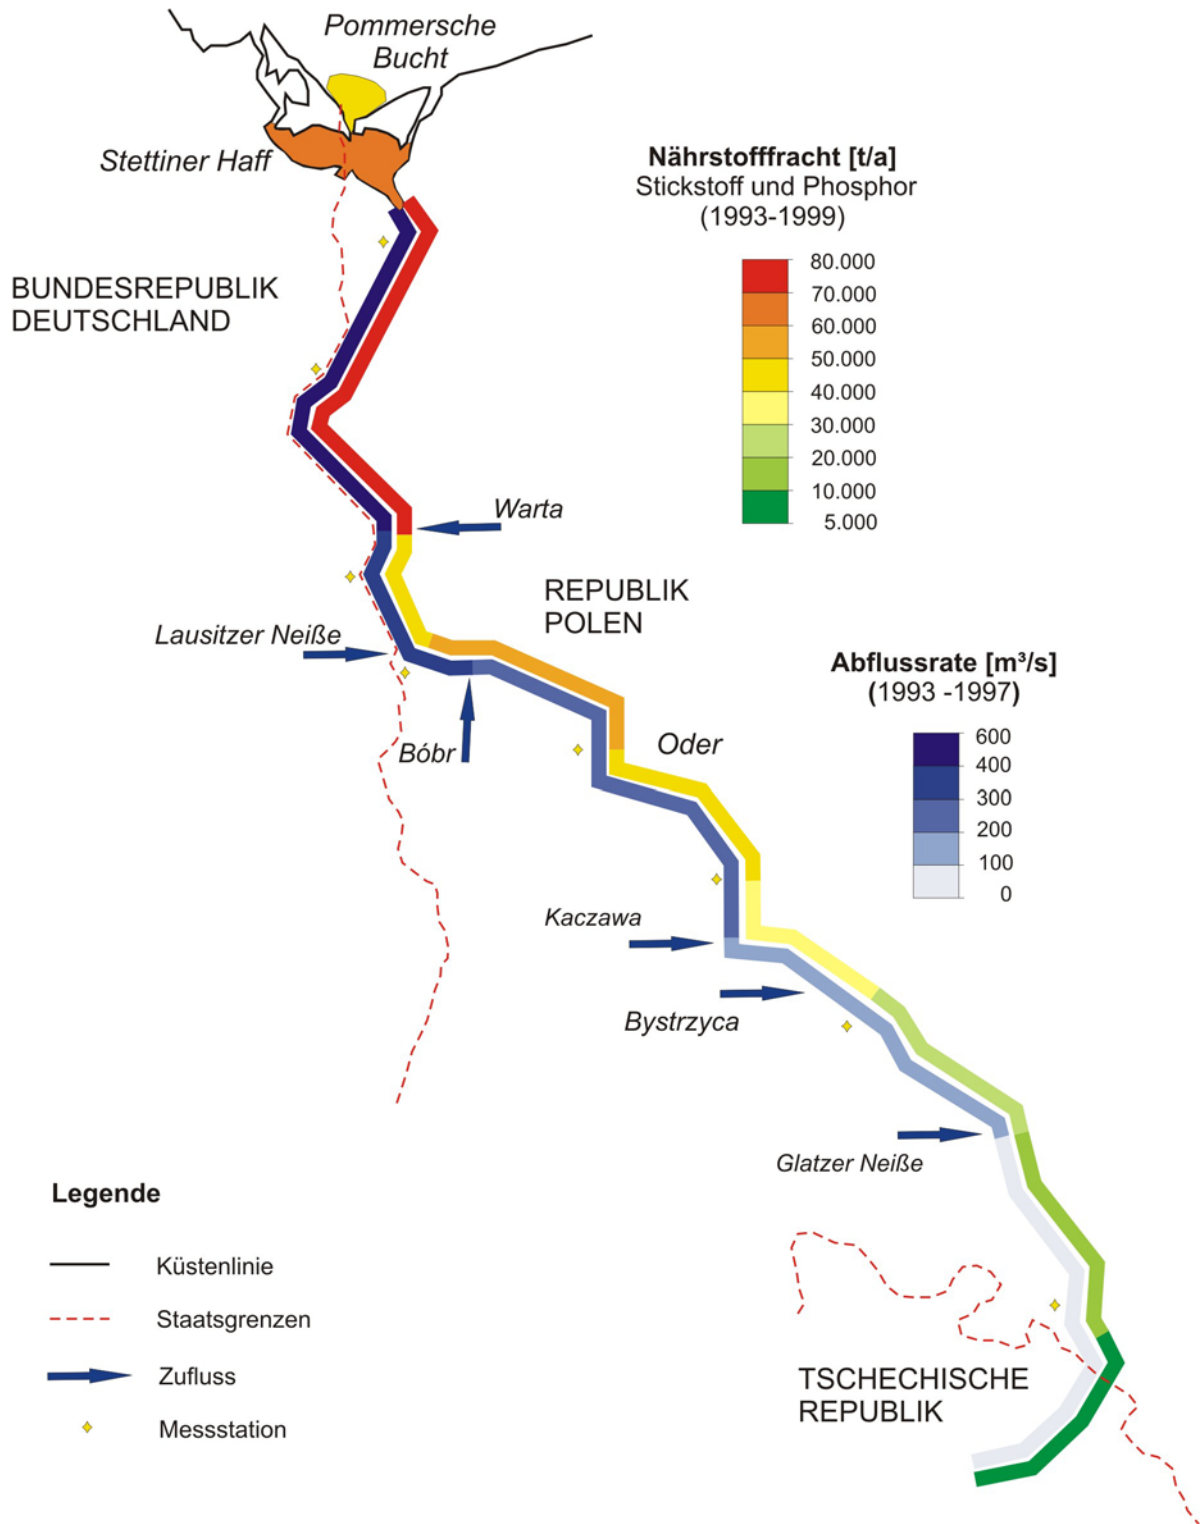 Pommersche
Bucht
Stettiner Haff
Nährstofffracht [t/a]
Stickstoff und Phosphor
(1993-1999)
80.000
70.000
60.000
50.000
40.000
30.000
20.000
10.000
5.000
BUNDESREPUBLIK
DEUTSCHLAND
Warta
REPUBLIK
POLEN
Lausitzer Neiße
Abflussrate [m³/s]
(1993 -1997)
600
400
300
200
100
0
Bóbr
Oder
Kaczawa
Bystrzyca
Glatzer Neiße
TSCHECHISCHE
REPUBLIK
Legende
Küstenlinie
Staatsgrenzen
Zufluss
Messstation